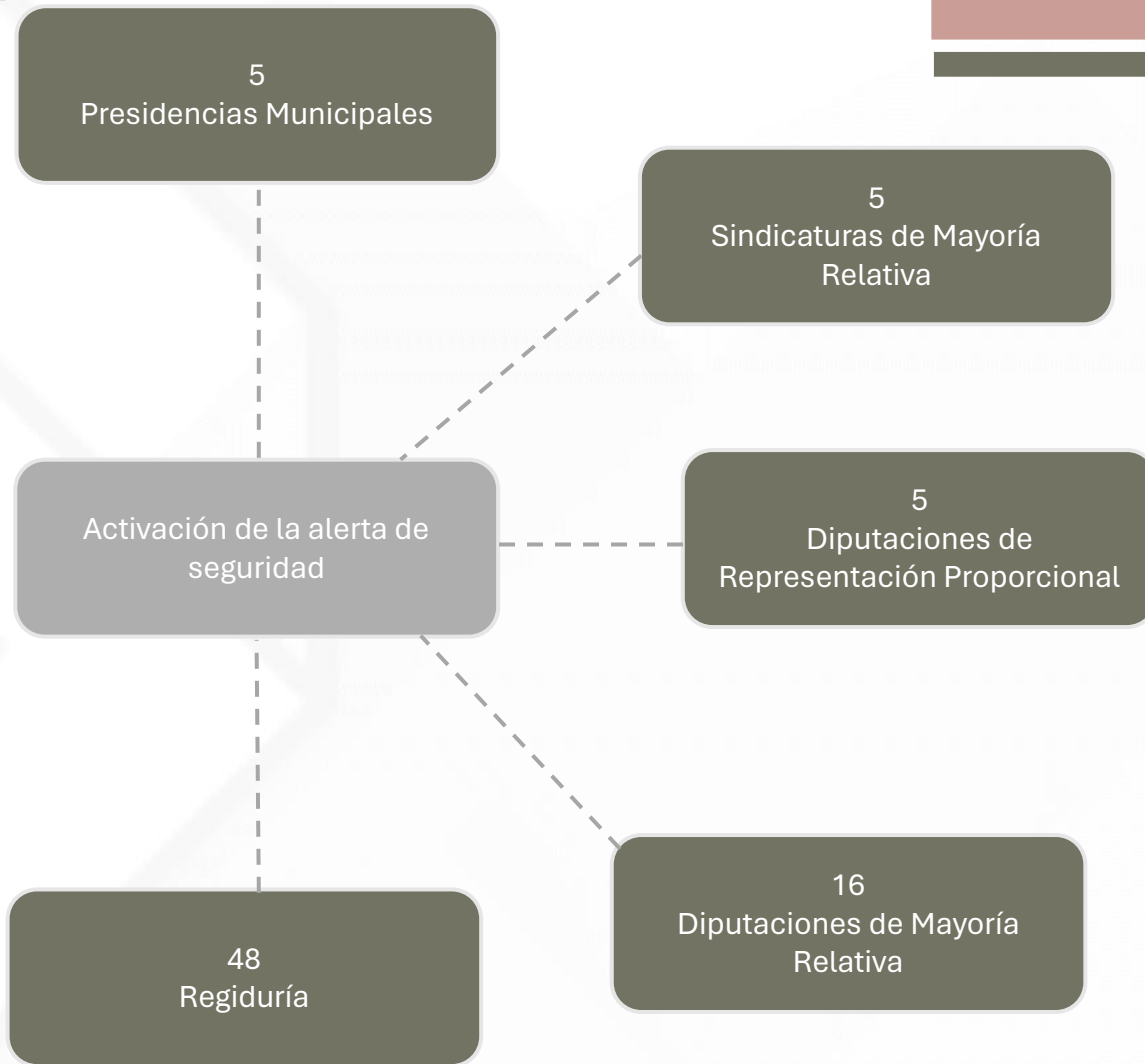 5
Presidencias Municipales
5
Sindicaturas de Mayoría
Relativa
Activación de la alerta de
seguridad
5
Diputaciones de
Representación Proporcional
16
Diputaciones de Mayoría
Relativa
48
Regiduría